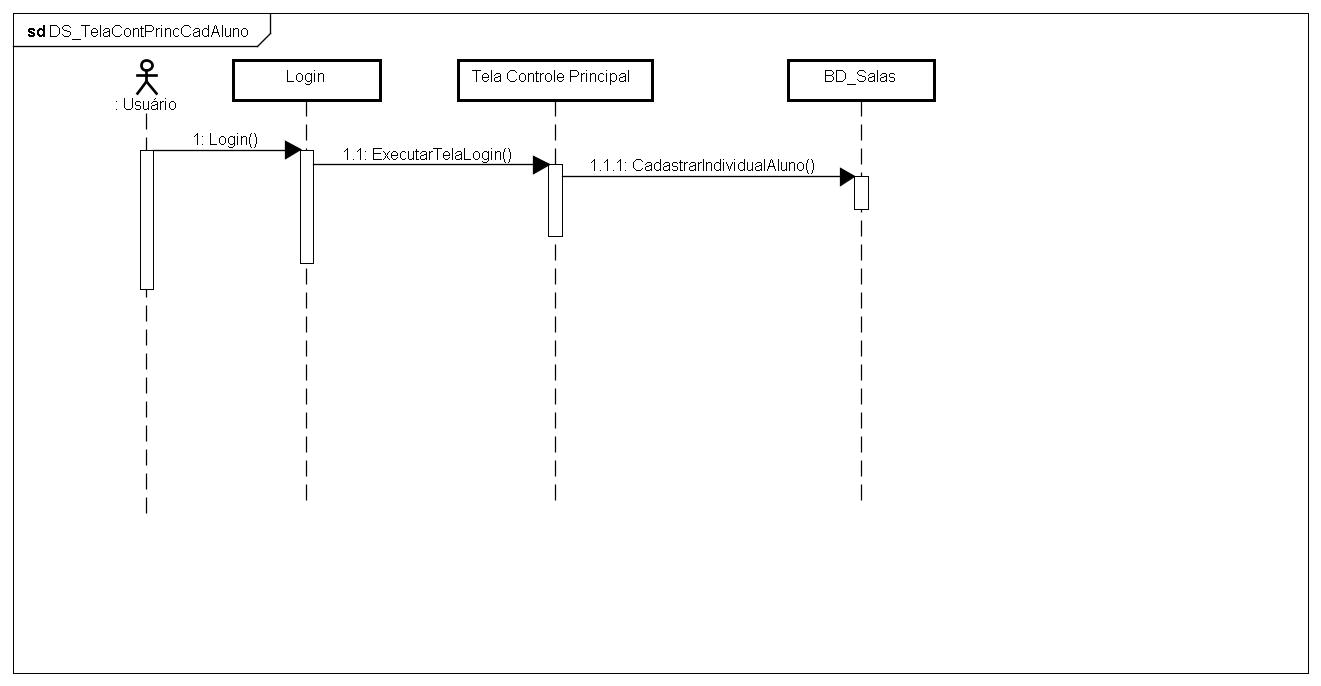 sd DS_TelaContPrincCadAluno
: Usuário
Login
Tela Controle Principal
BD_Salas
1: Login()
1.1: ExecutarTelaLogin()
1.1.1: CadastrarIndividualAluno()